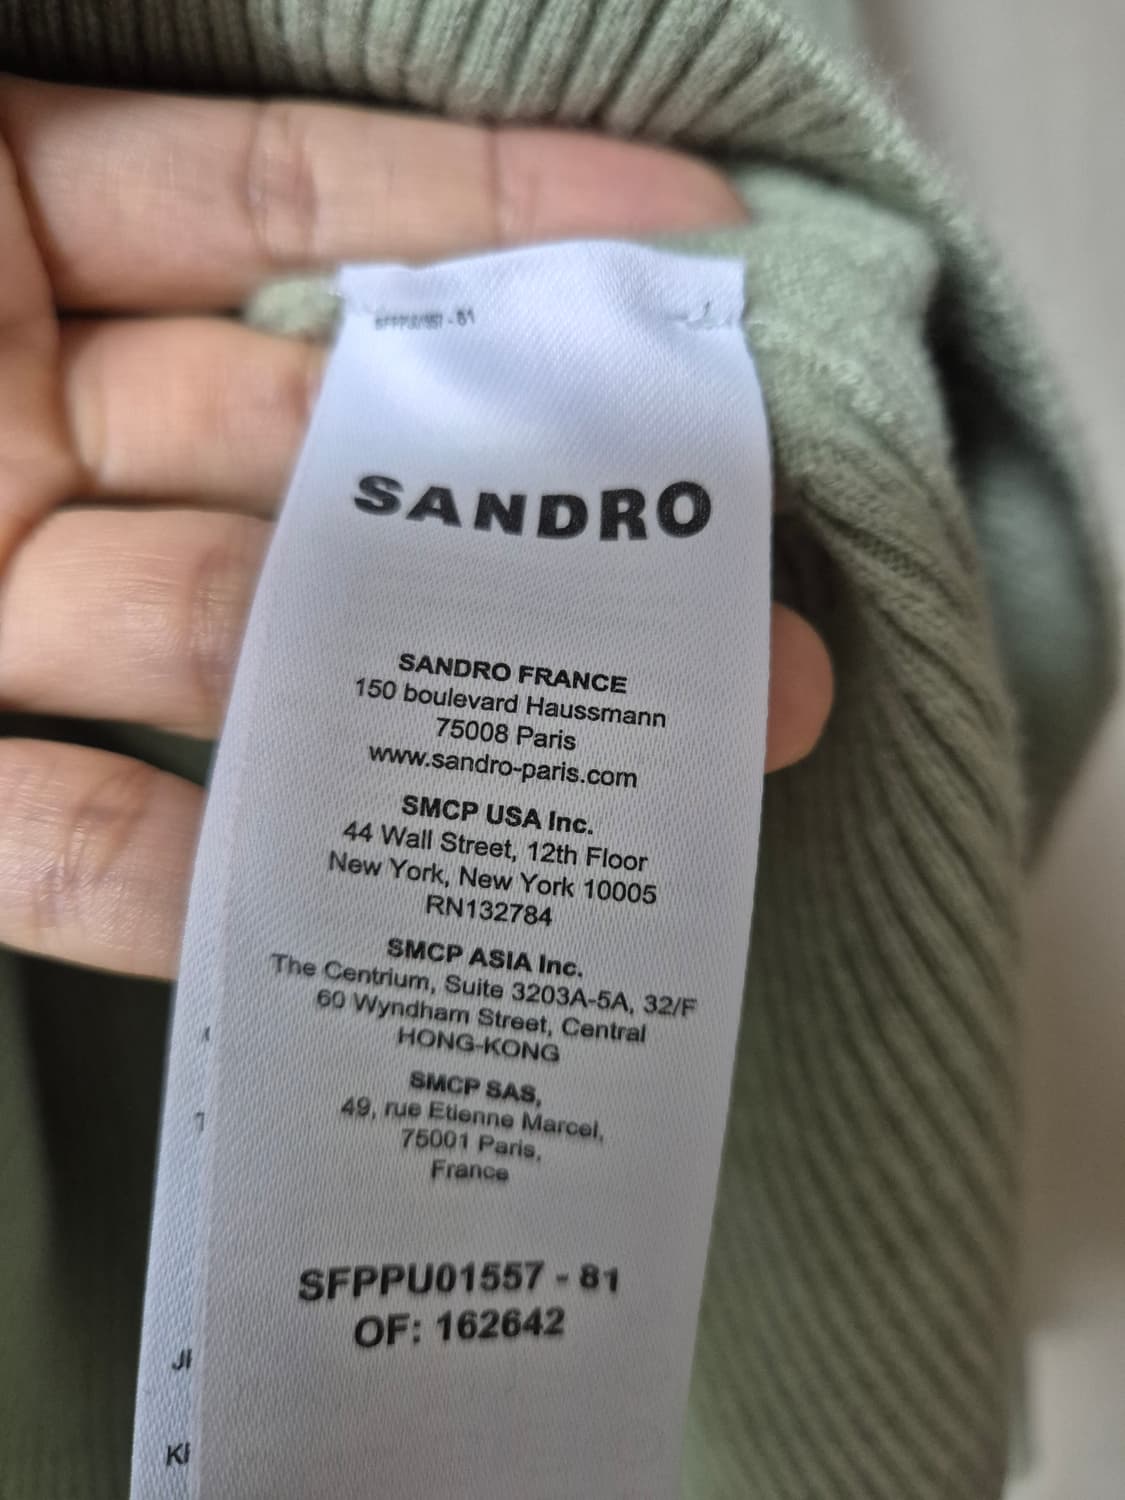 SFPPU01557 - 81
SANDRO
SANDRO FRANCE
150 boulevard Haussmann
75008 Paris
www.sandro-paris.com
SMCP USA Inc.
44 Wall Street, 12th Floor
New York, New York 10005
RN132784
SMCP ASIA Inc.
The Centrium, Suite 3203A-5A, 32/F
60 Wyndham Street, Central
HONG-KONG
SMCP SAS,
49, rue Etienne Marcel,
75001 Paris,
France
SFPPU01557 - 81
OF: 162642